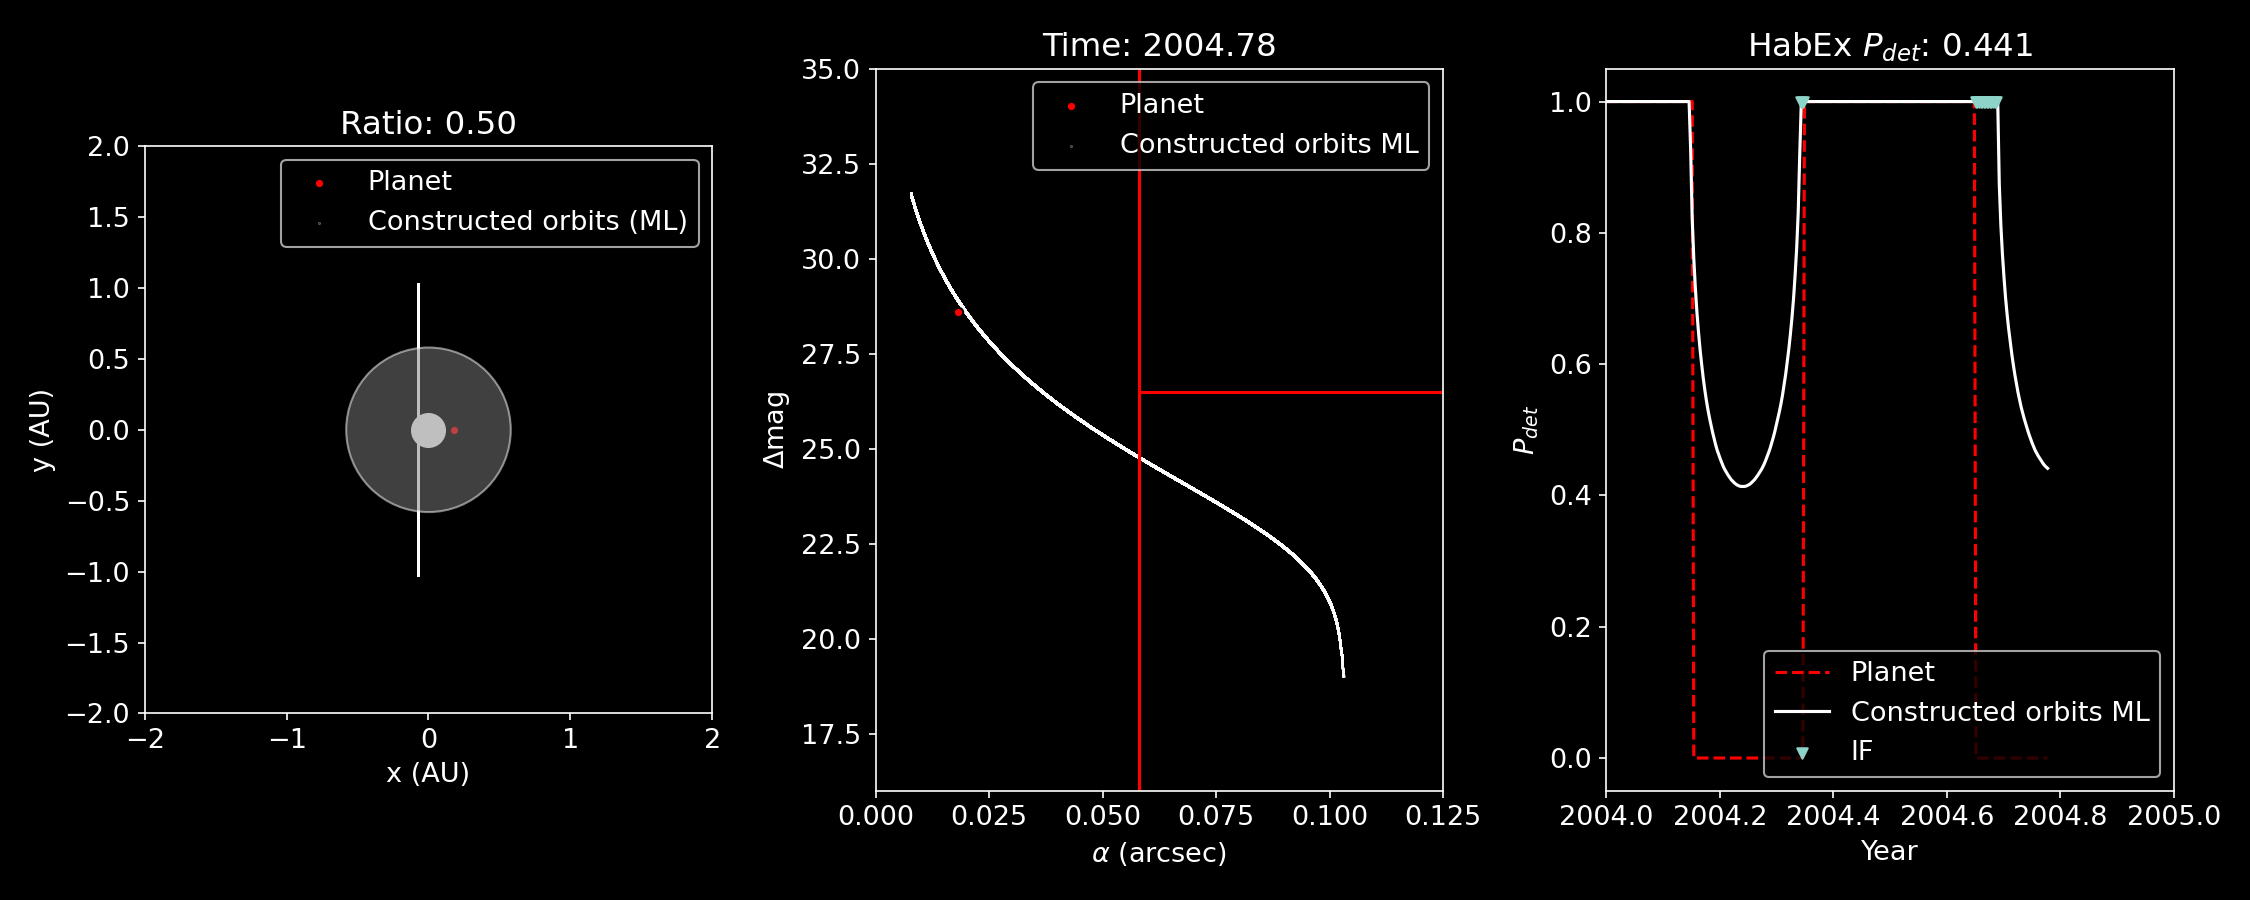 Ratio: 0.50
2.0
1.5
1.0
0.5
0.0
−0.5
−1.0
−1.5
−2.0
y (AU)
Planet
Constructed orbits (ML)
−2 −1 0 1 2
x (AU)
Time: 2004.78
35.0
32.5
30.0
27.5
25.0
22.5
20.0
17.5
Δmag
Planet
Constructed orbits ML
0.000 0.025 0.050 0.075 0.100 0.125
α (arcsec)
HabEx P_det: 0.441
1.0
0.8
0.6
0.4
0.2
0.0
P_det
Planet
Constructed orbits ML
IF
2004.0 2004.2 2004.4 2004.6 2004.8 2005.0
Year